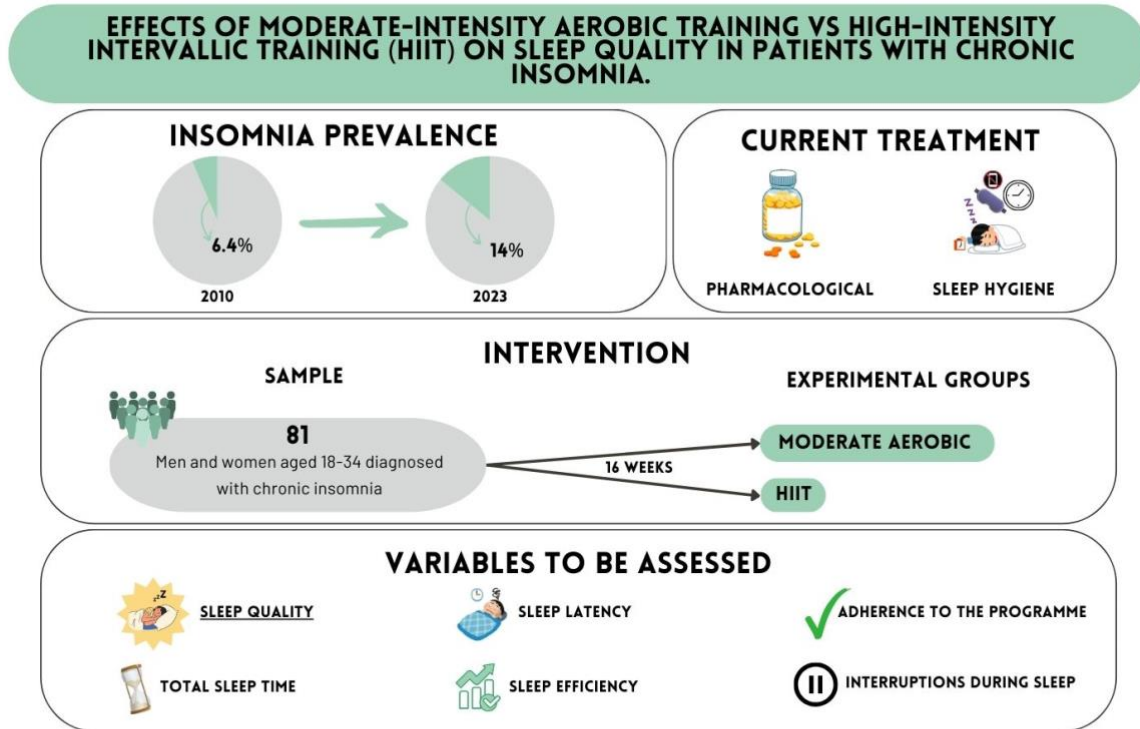 EFFECTS OF MODERATE-INTENSITY AEROBIC TRAINING VS HIGH-INTENSITY
INTERVALLIC TRAINING (HIIT) ON SLEEP QUALITY IN PATIENTS WITH CHRONIC
INSOMNIA.
INSOMNIA PREVALENCE
6.4%
14%
2010
2023
CURRENT TREATMENT
PHARMACOLOGICAL
SLEEP HYGIENE
INTERVENTION
SAMPLE
81
Men and women aged 18-34 diagnosed
with chronic insomnia
16 WEEKS
EXPERIMENTAL GROUPS
MODERATE AEROBIC
HIIT
VARIABLES TO BE ASSESSED
SLEEP QUALITY
SLEEP LATENCY
ADHERENCE TO THE PROGRAMME
TOTAL SLEEP TIME
SLEEP EFFICIENCY
INTERRUPTIONS DURING SLEEP